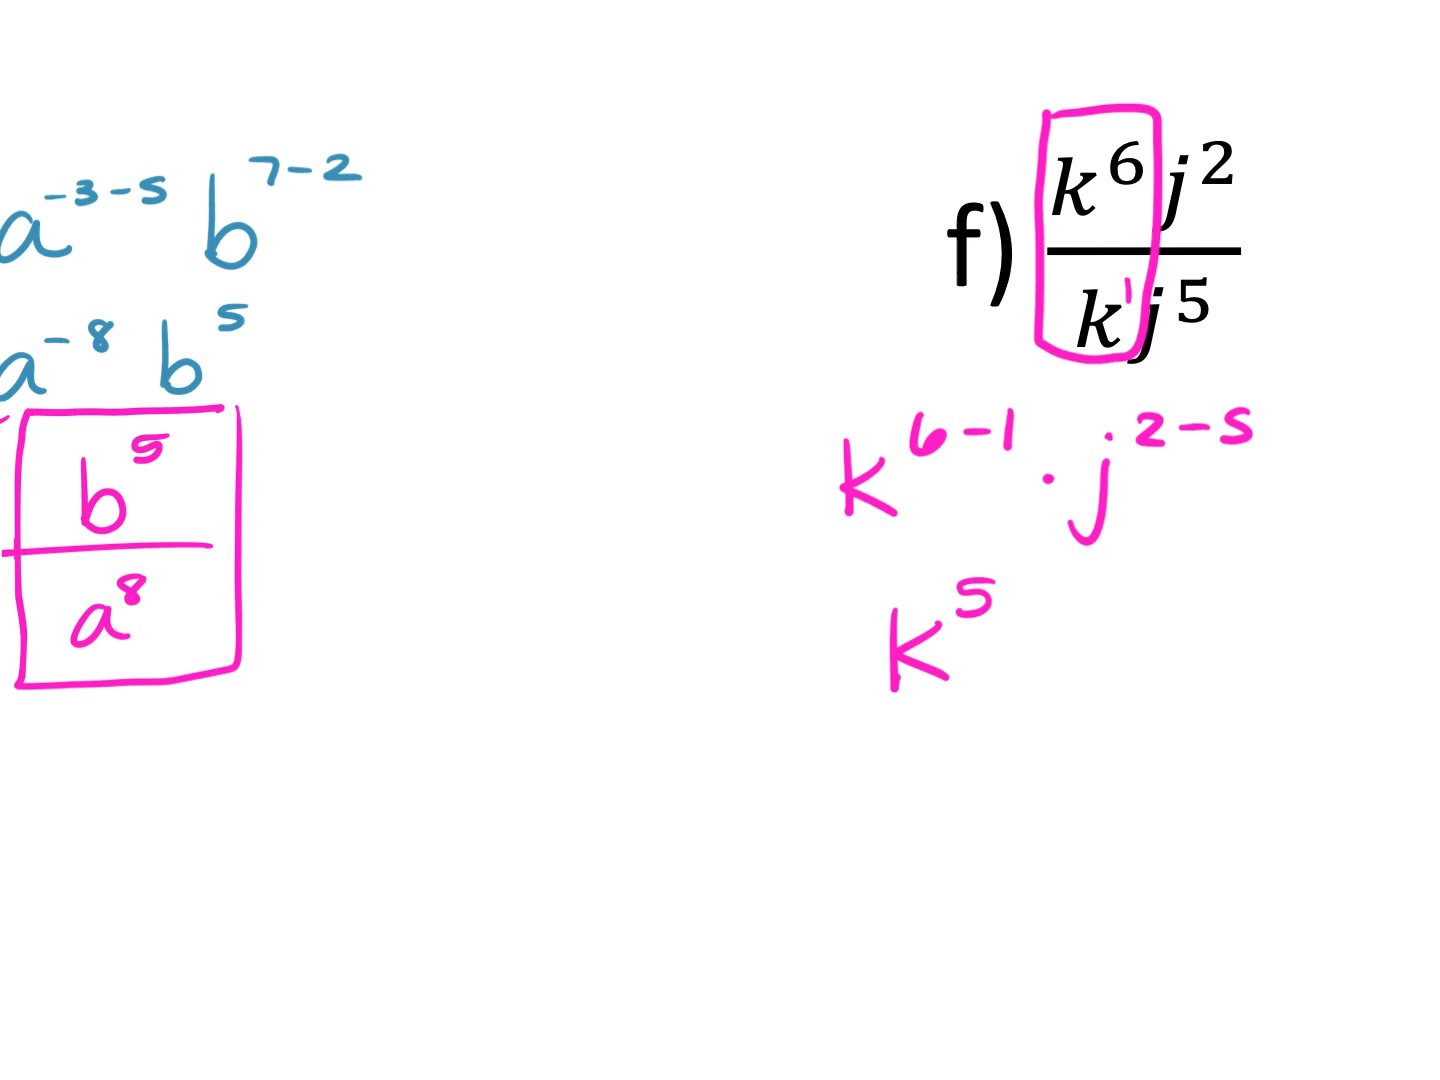 a^{-3-5} b^{7-2}
a^{-8} b^5
b^5
a^8
f) k^6 j^2
k^1 j^5
k^{6-1} · j^{2-5}
k^5